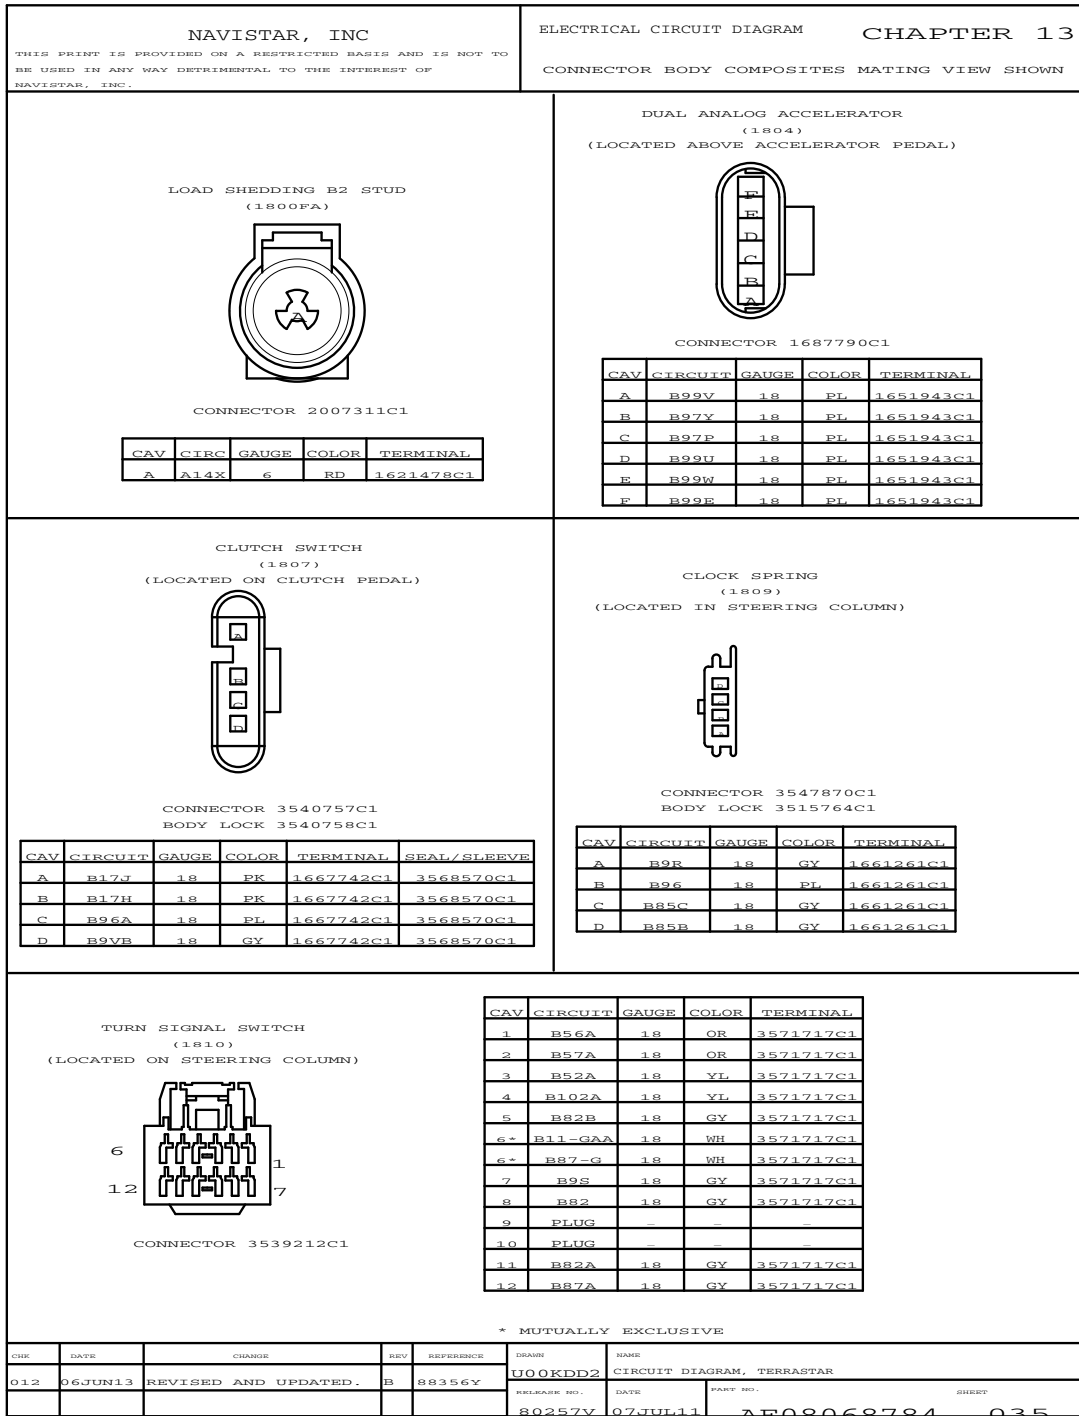 NAVISTAR, INC
THIS PRINT IS PROVIDED ON A RESTRICTED BASIS AND IS NOT TO
BE USED IN ANY WAY DETRIMENTAL TO THE INTEREST OF
NAVISTAR, INC.
ELECTRICAL CIRCUIT DIAGRAM CHAPTER 13
CONNECTOR BODY COMPOSITES MATING VIEW SHOWN
LOAD SHEDDING B2 STUD
(1800FA)
A
CONNECTOR 2007311C1
CAV CIRC GAUGE COLOR TERMINAL
A A14X 6 RD 1621478C1
DUAL ANALOG ACCELERATOR
(1804)
(LOCATED ABOVE ACCELERATOR PEDAL)
F
E
D
C
B
A
CONNECTOR 1687790C1
CAV CIRCUIT GAUGE COLOR TERMINAL
A B99V 18 PL 1651943C1
B B97Y 18 PL 1651943C1
C B97P 18 PL 1651943C1
D B99U 18 PL 1651943C1
E B99W 18 PL 1651943C1
F B99E 18 PL 1651943C1
CLUTCH SWITCH
(1807)
(LOCATED ON CLUTCH PEDAL)
A
B
C
D
CONNECTOR 3540757C1
BODY LOCK 3540758C1
CAV CIRCUIT GAUGE COLOR TERMINAL SEAL/SLEEVE
A B17J 18 PK 1667742C1 3568570C1
B B17H 18 PK 1667742C1 3568570C1
C B96A 18 PL 1667742C1 3568570C1
D B9VB 18 GY 1667742C1 3568570C1
CLOCK SPRING
(1809)
(LOCATED IN STEERING COLUMN)
D
C
B
A
CONNECTOR 3547870C1
BODY LOCK 3515764C1
CAV CIRCUIT GAUGE COLOR TERMINAL
A B9R 18 GY 1661261C1
B B96 18 PL 1661261C1
C B85C 18 GY 1661261C1
D B85B 18 GY 1661261C1
TURN SIGNAL SWITCH
(1810)
(LOCATED ON STEERING COLUMN)
6 1
12 7
CONNECTOR 3539212C1
CAV CIRCUIT GAUGE COLOR TERMINAL
1 B56A 18 OR 3571717C1
2 B57A 18 OR 3571717C1
3 B52A 18 YL 3571717C1
4 B102A 18 YL 3571717C1
5 B82B 18 GY 3571717C1
6* B11-GAA 18 WH 3571717C1
6* B87-G 18 WH 3571717C1
7 B9S 18 GY 3571717C1
8 B82 18 GY 3571717C1
9 PLUG - - -
10 PLUG - - -
11 B82A 18 GY 3571717C1
12 B87A 18 GY 3571717C1
* MUTUALLY EXCLUSIVE
CHK DATE CHANGE REV REFERENCE
012 06JUN13 REVISED AND UPDATED. B 88356Y
DRAWN NAME
U00KDD2 CIRCUIT DIAGRAM, TERRASTAR
RELEASE NO. DATE PART NO. SHEET
80257V 07JUL11 AE08068784 035